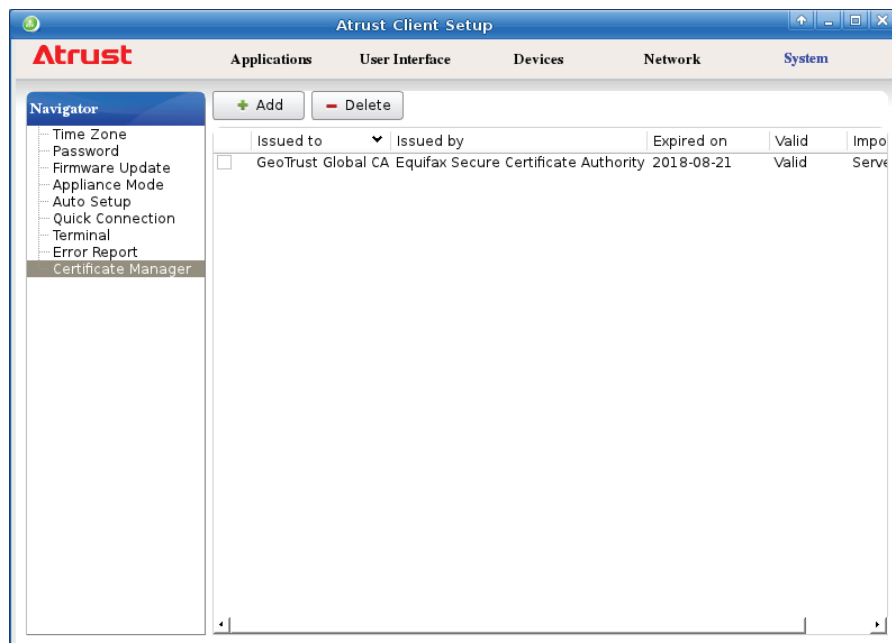 Atrust Client Setup
Atrust
Applications User Interface Devices Network System
Navigator
Time Zone
Password
Firmware Update
Appliance Mode
Auto Setup
Quick Connection
Terminal
Error Report
Certificate Manager
Add Delete
Issued to Issued by Expired on Valid Impo
GeoTrust Global CA Equifax Secure Certificate Authority 2018-08-21 Valid Serve